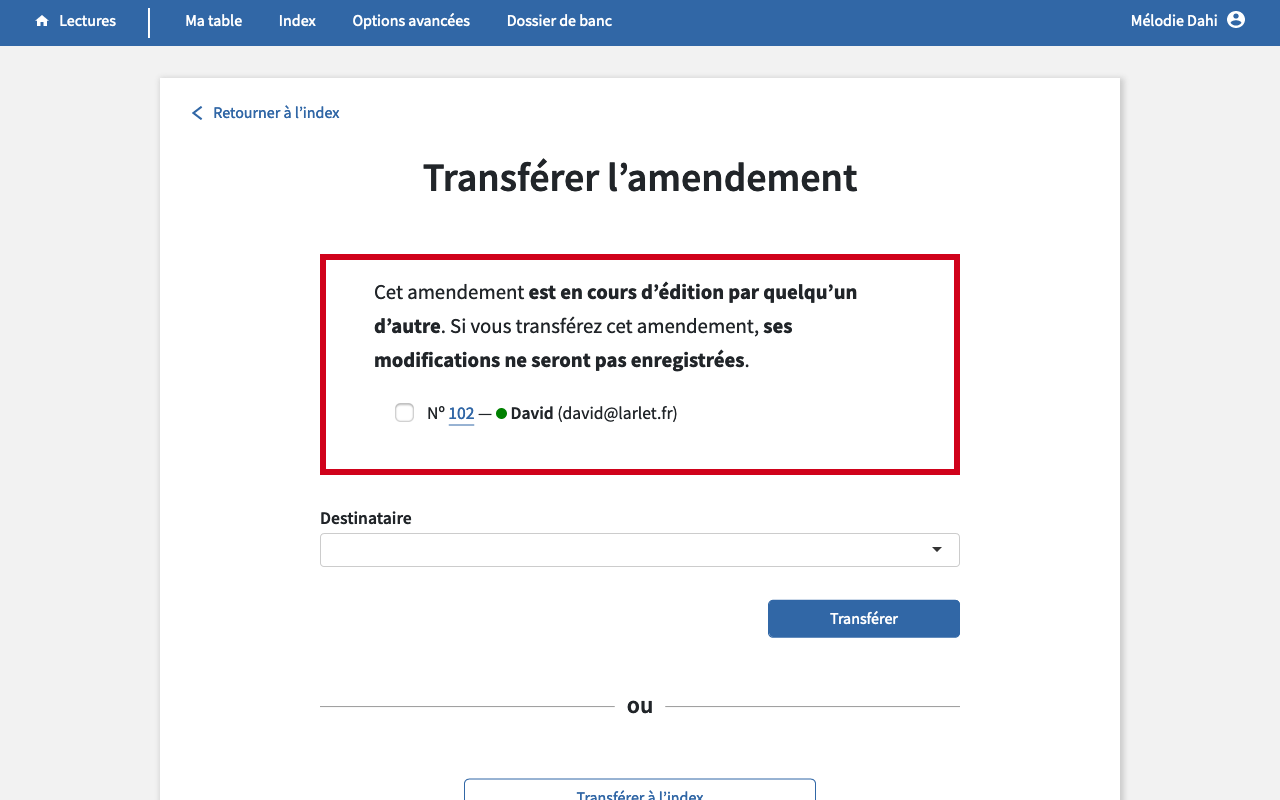 Lectures Ma table Index Options avancées Dossier de banc Mélodie Dahi
Retourner à l’index
Transférer l’amendement
Cet amendement est en cours d’édition par quelqu’un
d’autre. Si vous transférez cet amendement, ses
modifications ne seront pas enregistrées.
Nº 102 — David (david@larlet.fr)
Destinataire
Transférer
ou
Transférer à l’index